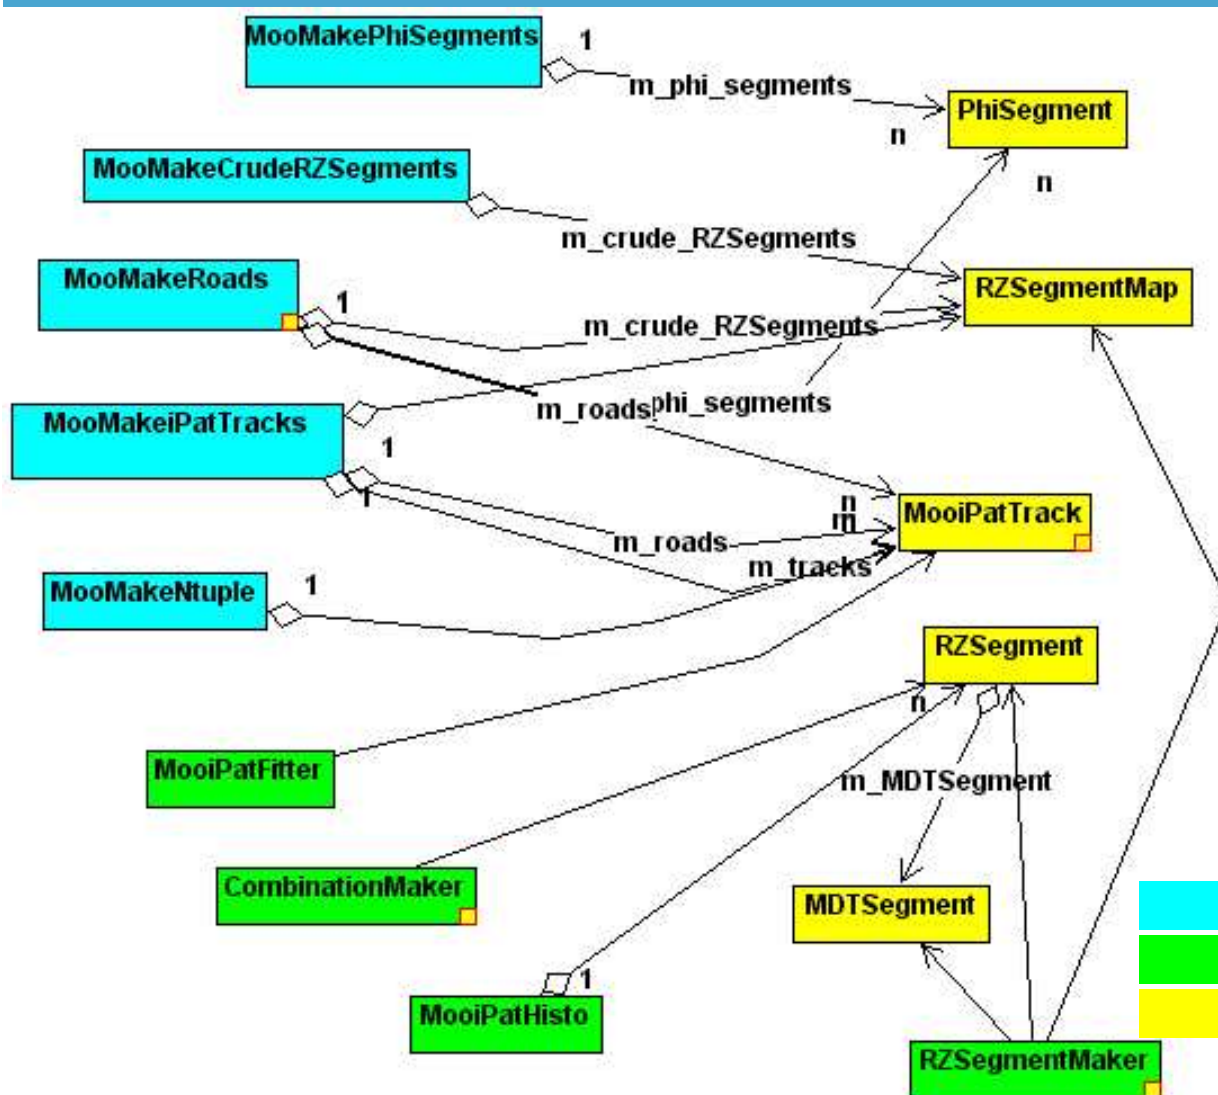 MooMakePhiSegments
1
m_phi_segments
PhiSegment
n
MooMakeCrudeRZSegments
n
m_crude_RZSegments
MooMakeRoads
RZSegmentMap
1
m_crude_RZSegments
m_roads
phi_segments
MooMakeiPatTracks
1
1
n
n
MooiPatTrack
m_roads
m_tracks
MooMakeNtuple
1
RZSegment
n
MooiPatFitter
m_MDTSegment
CombinationMaker
MDTSegment
1
MooiPatHisto
RZSegmentMaker